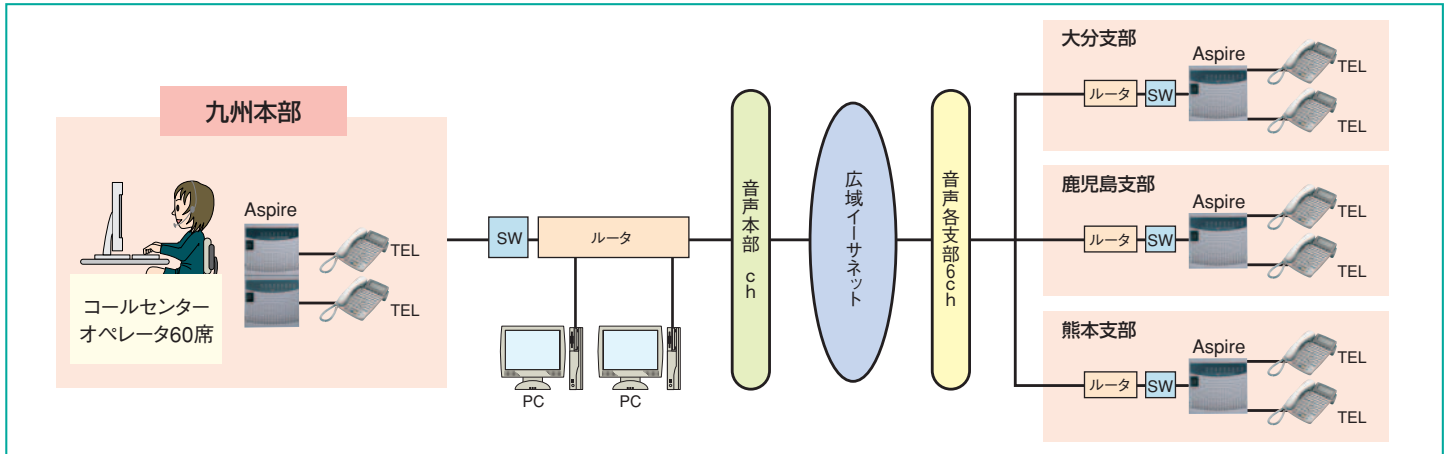 九州本部
コールセンター
オペレータ60席
Aspire
TEL
TEL
SW
ルータ
PC
PC
音声本部 ch
広域イーサネット
音声各支部6ch
大分支部
ルータ
SW
Aspire
TEL
TEL
鹿児島支部
ルータ
SW
Aspire
TEL
TEL
熊本支部
ルータ
SW
Aspire
TEL
TEL